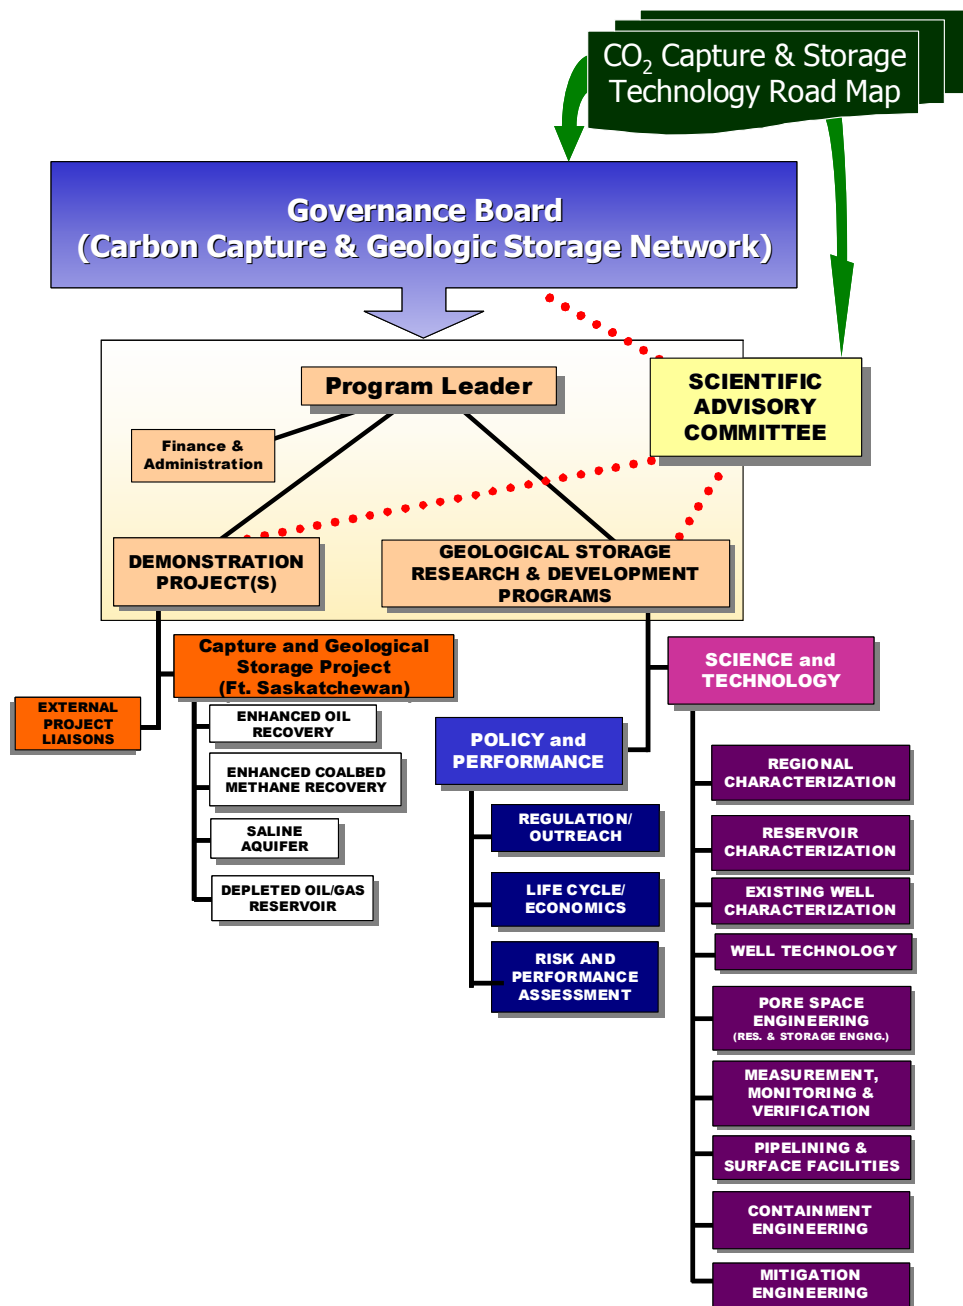 CO₂ Capture & Storage
Technology Road Map
Governance Board
(Carbon Capture & Geologic Storage Network)
Program Leader
SCIENTIFIC
ADVISORY
COMMITTEE
Finance &
Administration
DEMONSTRATION
PROJECT(S)
GEOLOGICAL STORAGE
RESEARCH & DEVELOPMENT
PROGRAMS
Capture and Geological
Storage Project
(Ft. Saskatchewan)
EXTERNAL
PROJECT
LIAISONS
ENHANCED OIL
RECOVERY
ENHANCED COALBED
METHANE RECOVERY
SALINE
AQUIFER
DEPLETED OIL/GAS
RESERVOIR
POLICY and
PERFORMANCE
REGULATION/
OUTREACH
LIFE CYCLE/
ECONOMICS
RISK AND
PERFORMANCE
ASSESSMENT
SCIENCE and
TECHNOLOGY
REGIONAL
CHARACTERIZATION
RESERVOIR
CHARACTERIZATION
EXISTING WELL
CHARACTERIZATION
WELL TECHNOLOGY
PORE SPACE
ENGINEERING
(RES. & STORAGE ENGNG.)
MEASUREMENT,
MONITORING &
VERIFICATION
PIPELINING &
SURFACE FACILITIES
CONTAINMENT
ENGINEERING
MITIGATION
ENGINEERING